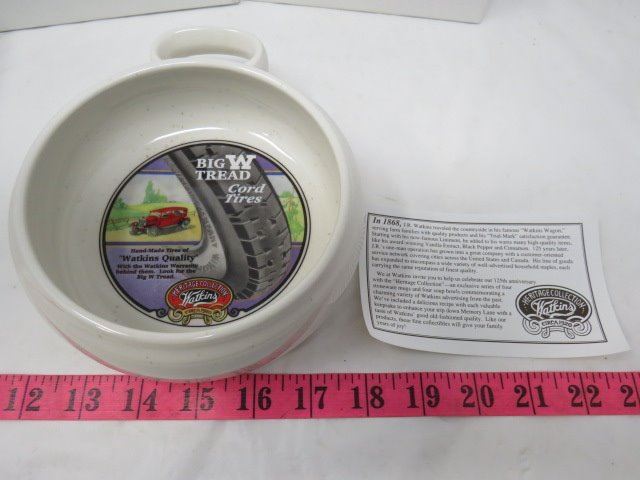 BIG W
TREAD
Cord
Tires
Hand-Made Tires of
"Watkins Quality"
With the Watkins Warranty
behind them. Look for the
Big W Tread.
HERITAGE COLLECTION
Watkins
In 1868, J.R. Watkins traveled the countryside in his famous "Watkins Wagon,"
serving farm families with quality products and his "Trial-Mark" satisfaction guarantee.
Starting with his now-famous Liniment, he added to his wares many high-quality items,
like his award winning Vanilla Extract, Black Pepper and Cinnamon. 125 years later,
J.R.'s one-man operation has grown into a great company with a customer-oriented
service network covering cities across the United States and Canada. His line of goods
has expanded to encompass a wide variety of well advertised household staples, each
carrying the same reputation of finest quality.
We at Watkins invite you to help us celebrate our 125th anniversary
with the "Heritage Collection"—an exclusive series of four
stoneware mugs and four soup bowls commemorating a
charming variety of Watkins advertising from the past.
We've included a delicious recipe with each valuable
keepsake to enhance your trip down Memory Lane with a
taste of Watkins' good old-fashioned quality. Like our
products, these fine collectibles will give your family
years of joy!
HERITAGE COLLECTION
Watkins
12 13 14 15 16 17 18 19 20 21 22 2